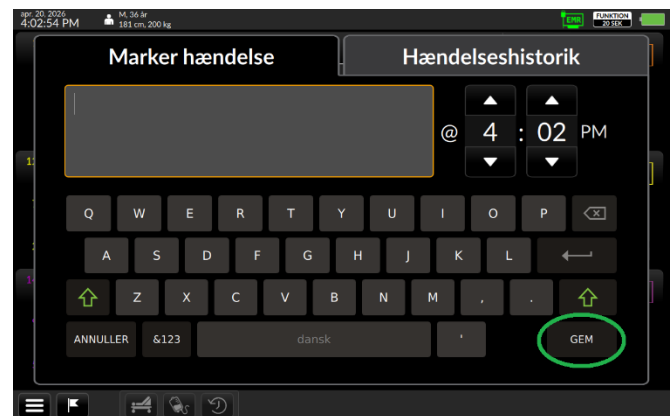 apr. 20, 2026
4:02:54 PM
M, 36 år
181 cm, 200 kg
EMR
FUNKTION
20 SEK
Marker hændelse
Hændelseshistorik
@ 4 : 02 PM
Q W E R T Y U I O P
A S D F G H J K L
Z X C V B N M , .
ANNULLER &123 dansk ' GEM